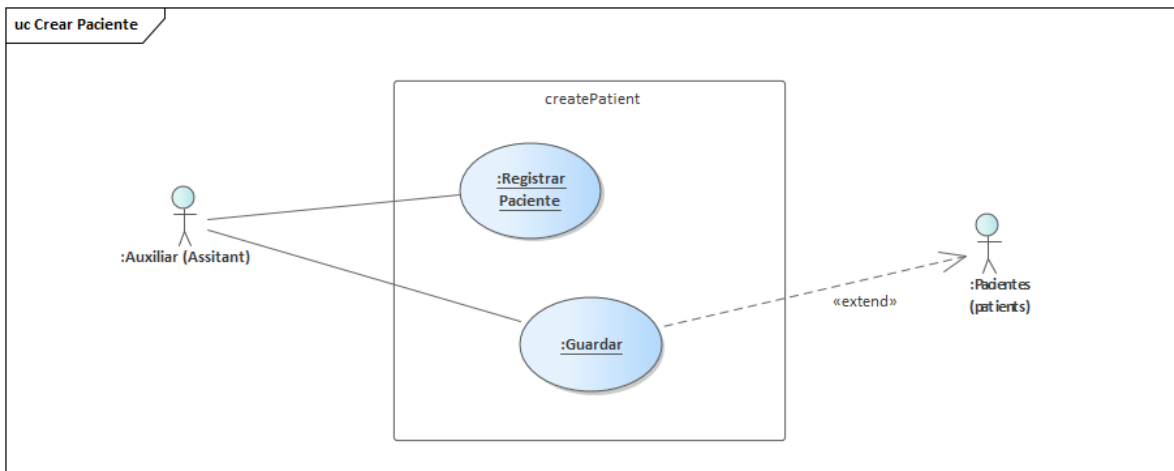 uc Crear Paciente
createPatient
:Registrar
Paciente
:Auxiliar (Assitant)
:Pacientes
(patients)
«extend»
:Guardar